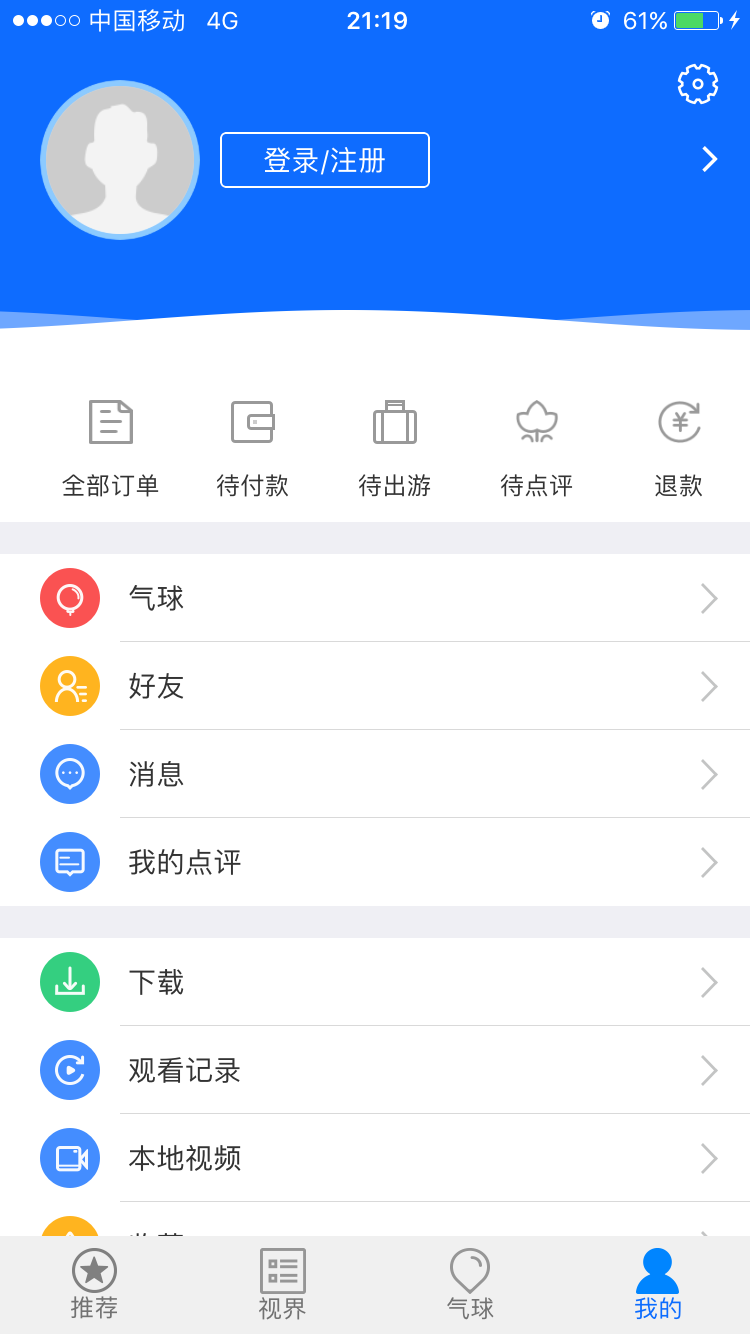 中国移动 4G 21:19 61%
登录/注册
全部订单 待付款 待出游 待点评 退款
气球
好友
消息
我的点评
下载
观看记录
本地视频
推荐 视界 气球 我的